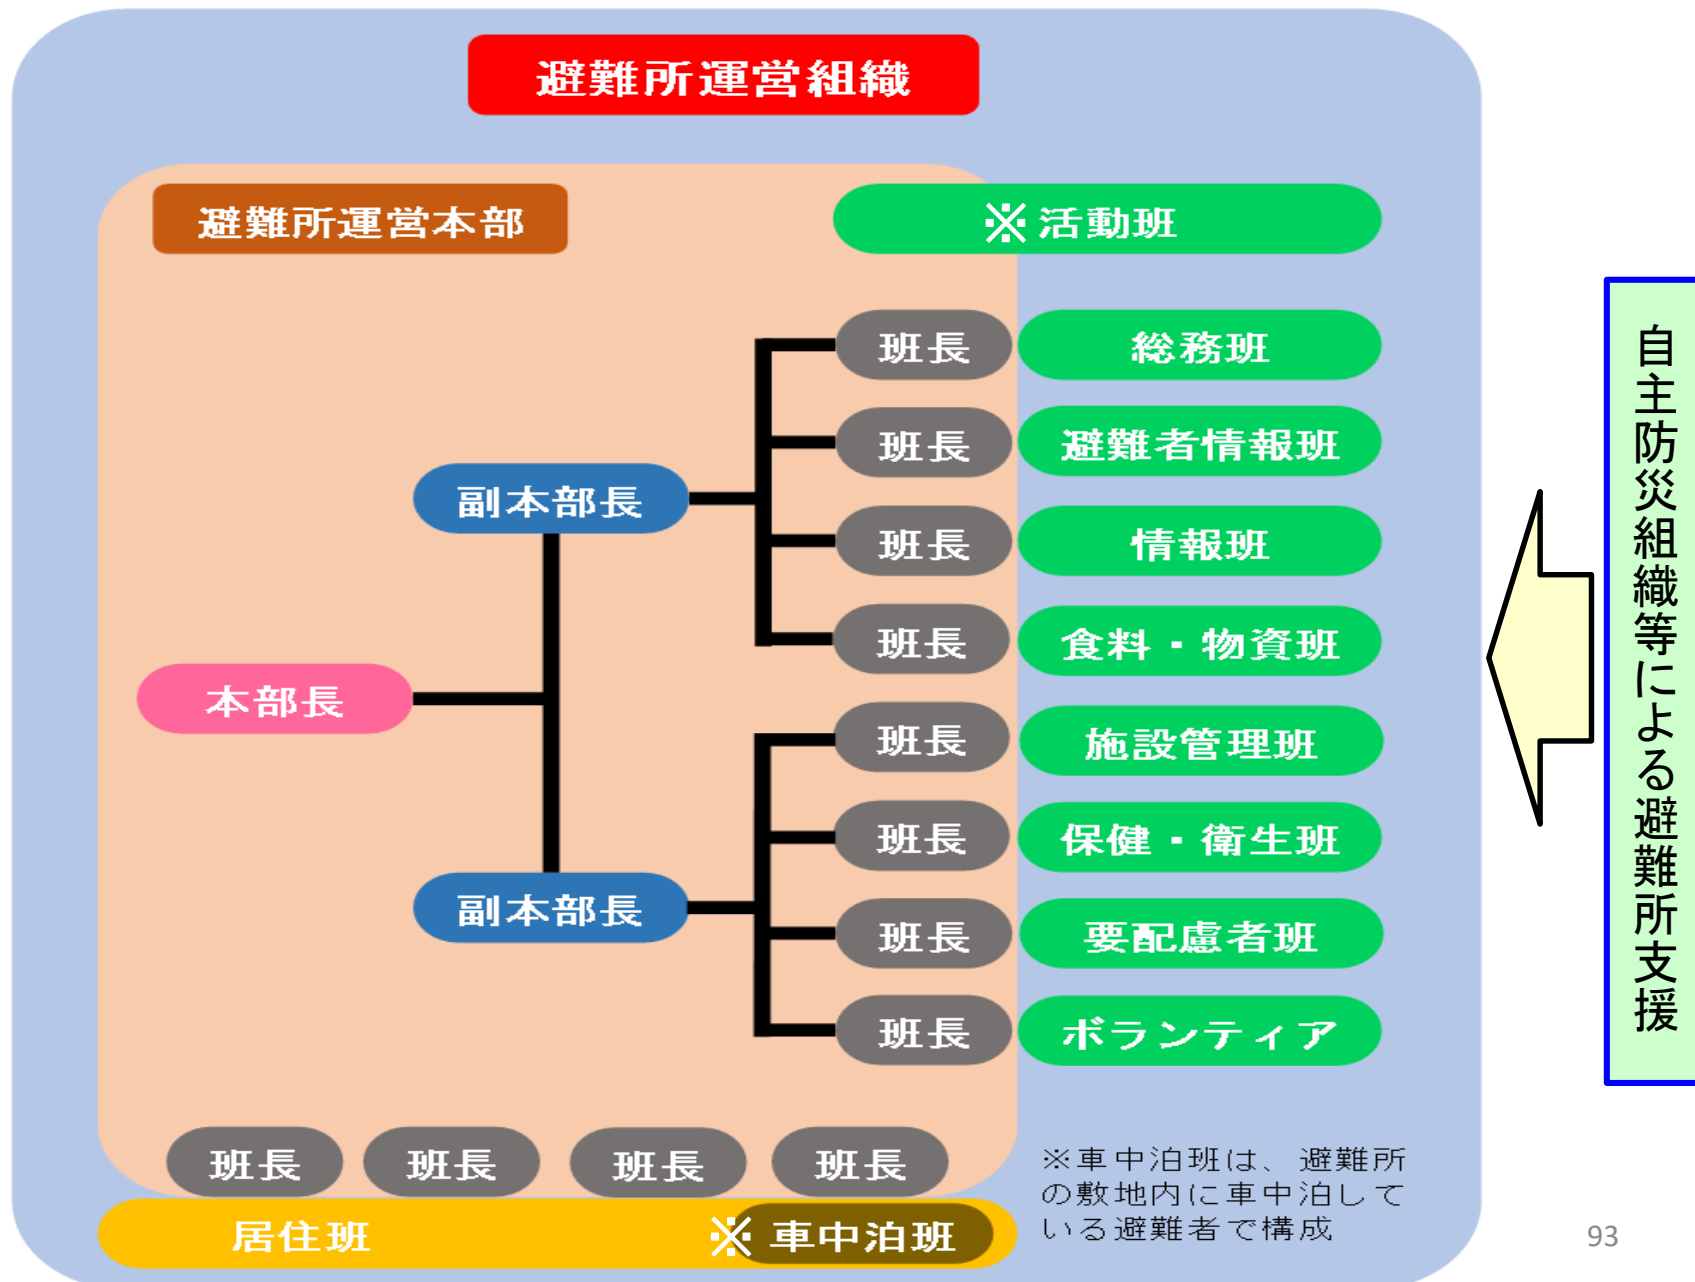 避難所運営組織
避難所運営本部
※活動班
班長 総務班
班長 避難者情報班
副本部長
班長 情報班
班長 食料・物資班
本部長
班長 施設管理班
班長 保健・衛生班
副本部長
班長 要配慮者班
班長 ボランティア
班長 班長 班長 班長
居住班 ※車中泊班
※車中泊班は、避難所
の敷地内に車中泊して
いる避難者で構成
自主防災組織等による避難所支援
93